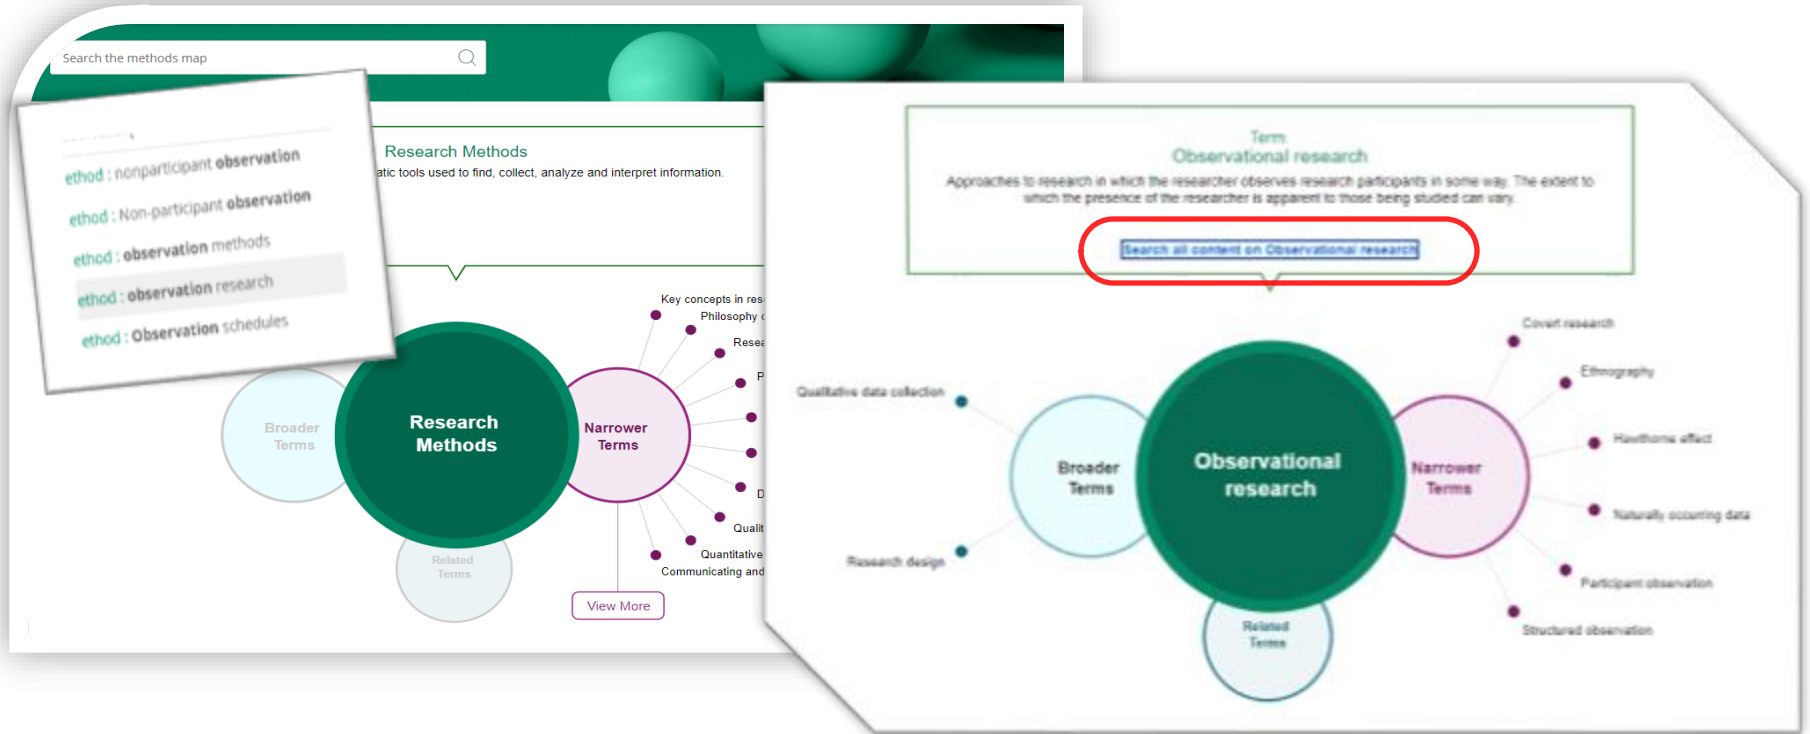 Search the methods map
ethod : nonparticipant observation
ethod : Non-participant observation
ethod : observation methods
ethod : observation research
ethod : Observation schedules
Research Methods
atic tools used to find, collect, analyze and interpret information.
Broader
Terms
Research
Methods
Narrower
Terms
Related
Terms
Key concepts in res
Philosophy
Resea
P
D
Qualit
Quantitative
Communicating and
View More
Term:
Observational research
Approaches to research in which the researcher observes research participants in some way. The extent to
which the presence of the researcher is apparent to those being studied can vary.
Search all content on Observational research
Qualitative data collection
Research design
Broader
Terms
Observational
research
Narrower
Terms
Related
Terms
Covert research
Ethnography
Hawthorne effect
Naturally occurring data
Participant observation
Structured observation